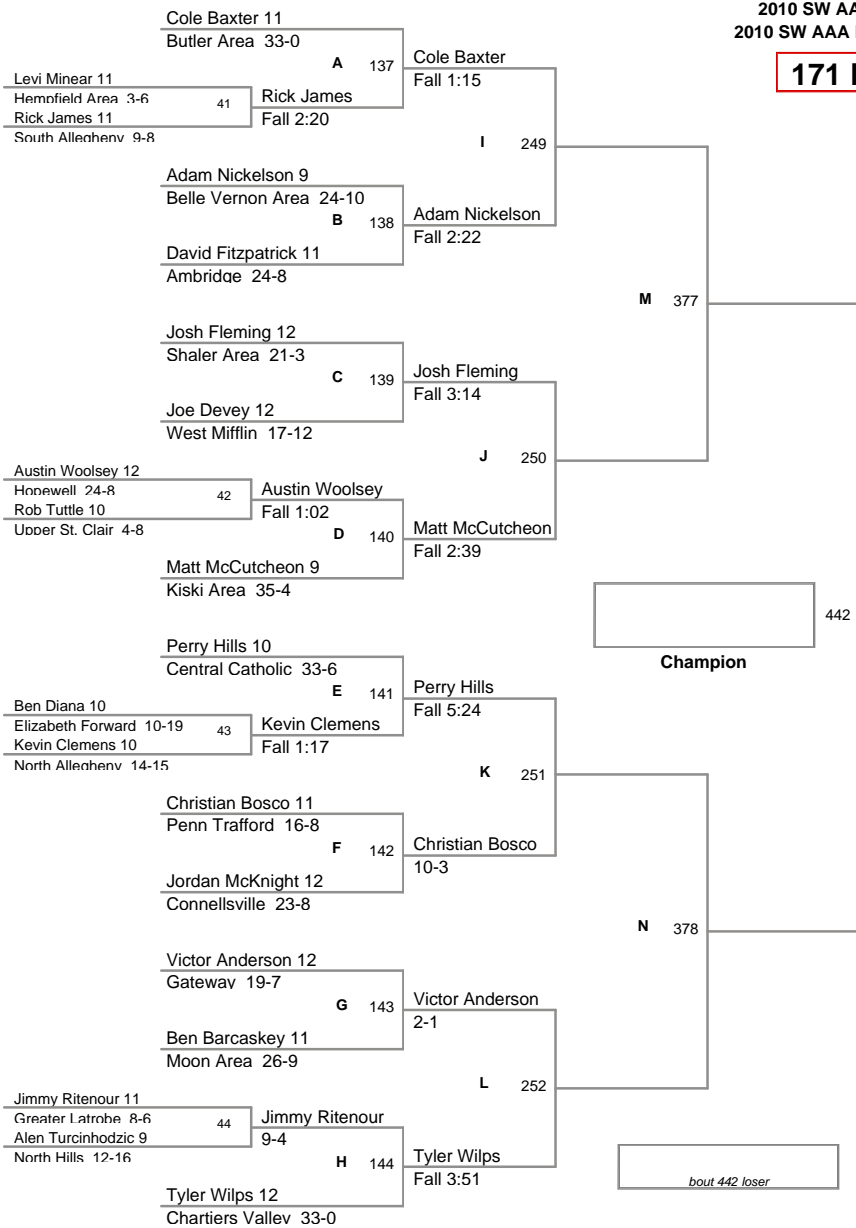 2010 SW AA
2010 SW AAA
171
Cole Baxter 11
Butler Area 33-0
A 137
Cole Baxter
Fall 1:15
Levi Minear 11
Hempfield Area 3-6
41
Rick James 11
South Allegheny 9-8
Rick James
Fall 2:20
I 249
Adam Nickelson 9
Belle Vernon Area 24-10
B 138
Adam Nickelson
Fall 2:22
David Fitzpatrick 11
Ambridge 24-8
M 377
Josh Fleming 12
Shaler Area 21-3
C 139
Josh Fleming
Fall 3:14
Joe Devey 12
West Mifflin 17-12
J 250
Austin Woolsey 12
Hopewell 24-8
42
Rob Tuttle 10
Upper St. Clair 4-8
Austin Woolsey
Fall 1:02
D 140
Matt McCutcheon
Fall 2:39
Matt McCutcheon 9
Kiski Area 35-4
442
Champion
Perry Hills 10
Central Catholic 33-6
E 141
Perry Hills
Fall 5:24
Ben Diana 10
Elizabeth Forward 10-19
43
Kevin Clemens 10
North Allegheny 14-15
Kevin Clemens
Fall 1:17
K 251
Christian Bosco 11
Penn Trafford 16-8
F 142
Christian Bosco
10-3
Jordan McKnight 12
Connellsville 23-8
N 378
Victor Anderson 12
Gateway 19-7
G 143
Victor Anderson
2-1
Ben Barcaskey 11
Moon Area 26-9
L 252
Jimmy Ritenour 11
Greater Latrobe 8-6
44
Alen Turcinhodzic 9
North Hills 12-16
Jimmy Ritenour
9-4
H 144
Tyler Wilps
Fall 3:51
Tyler Wilps 12
Chartiers Valley 33-0
bout 442 loser